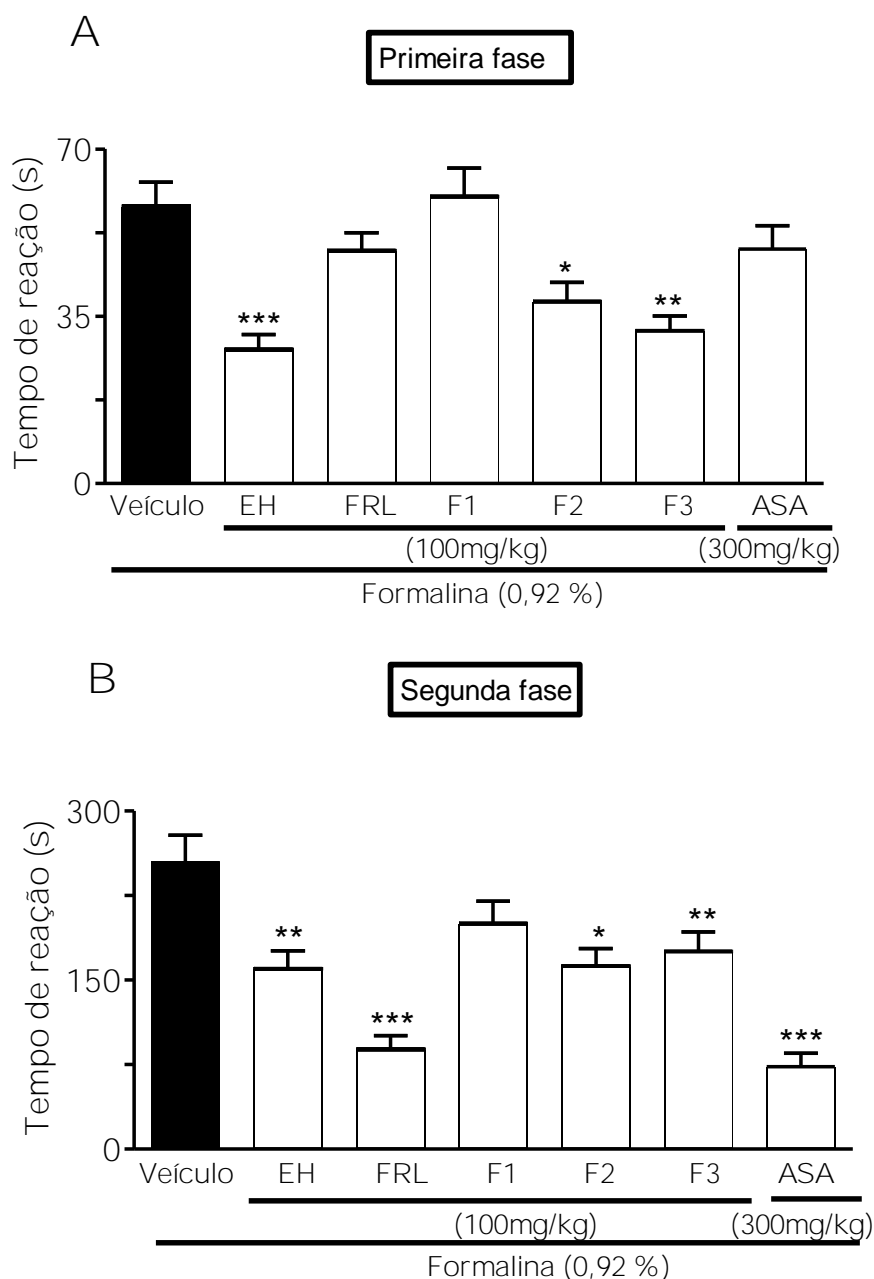 A
Primeira fase
Tempo de reação (s)
70
35
0
***
*
**
Veículo EH FRL F1 F2 F3 ASA
(100mg/kg) (300mg/kg)
Formalina (0,92 %)
B
Segunda fase
Tempo de reação (s)
300
150
0
**
***
*
**
***
Veículo EH FRL F1 F2 F3 ASA
(100mg/kg) (300mg/kg)
Formalina (0,92 %)